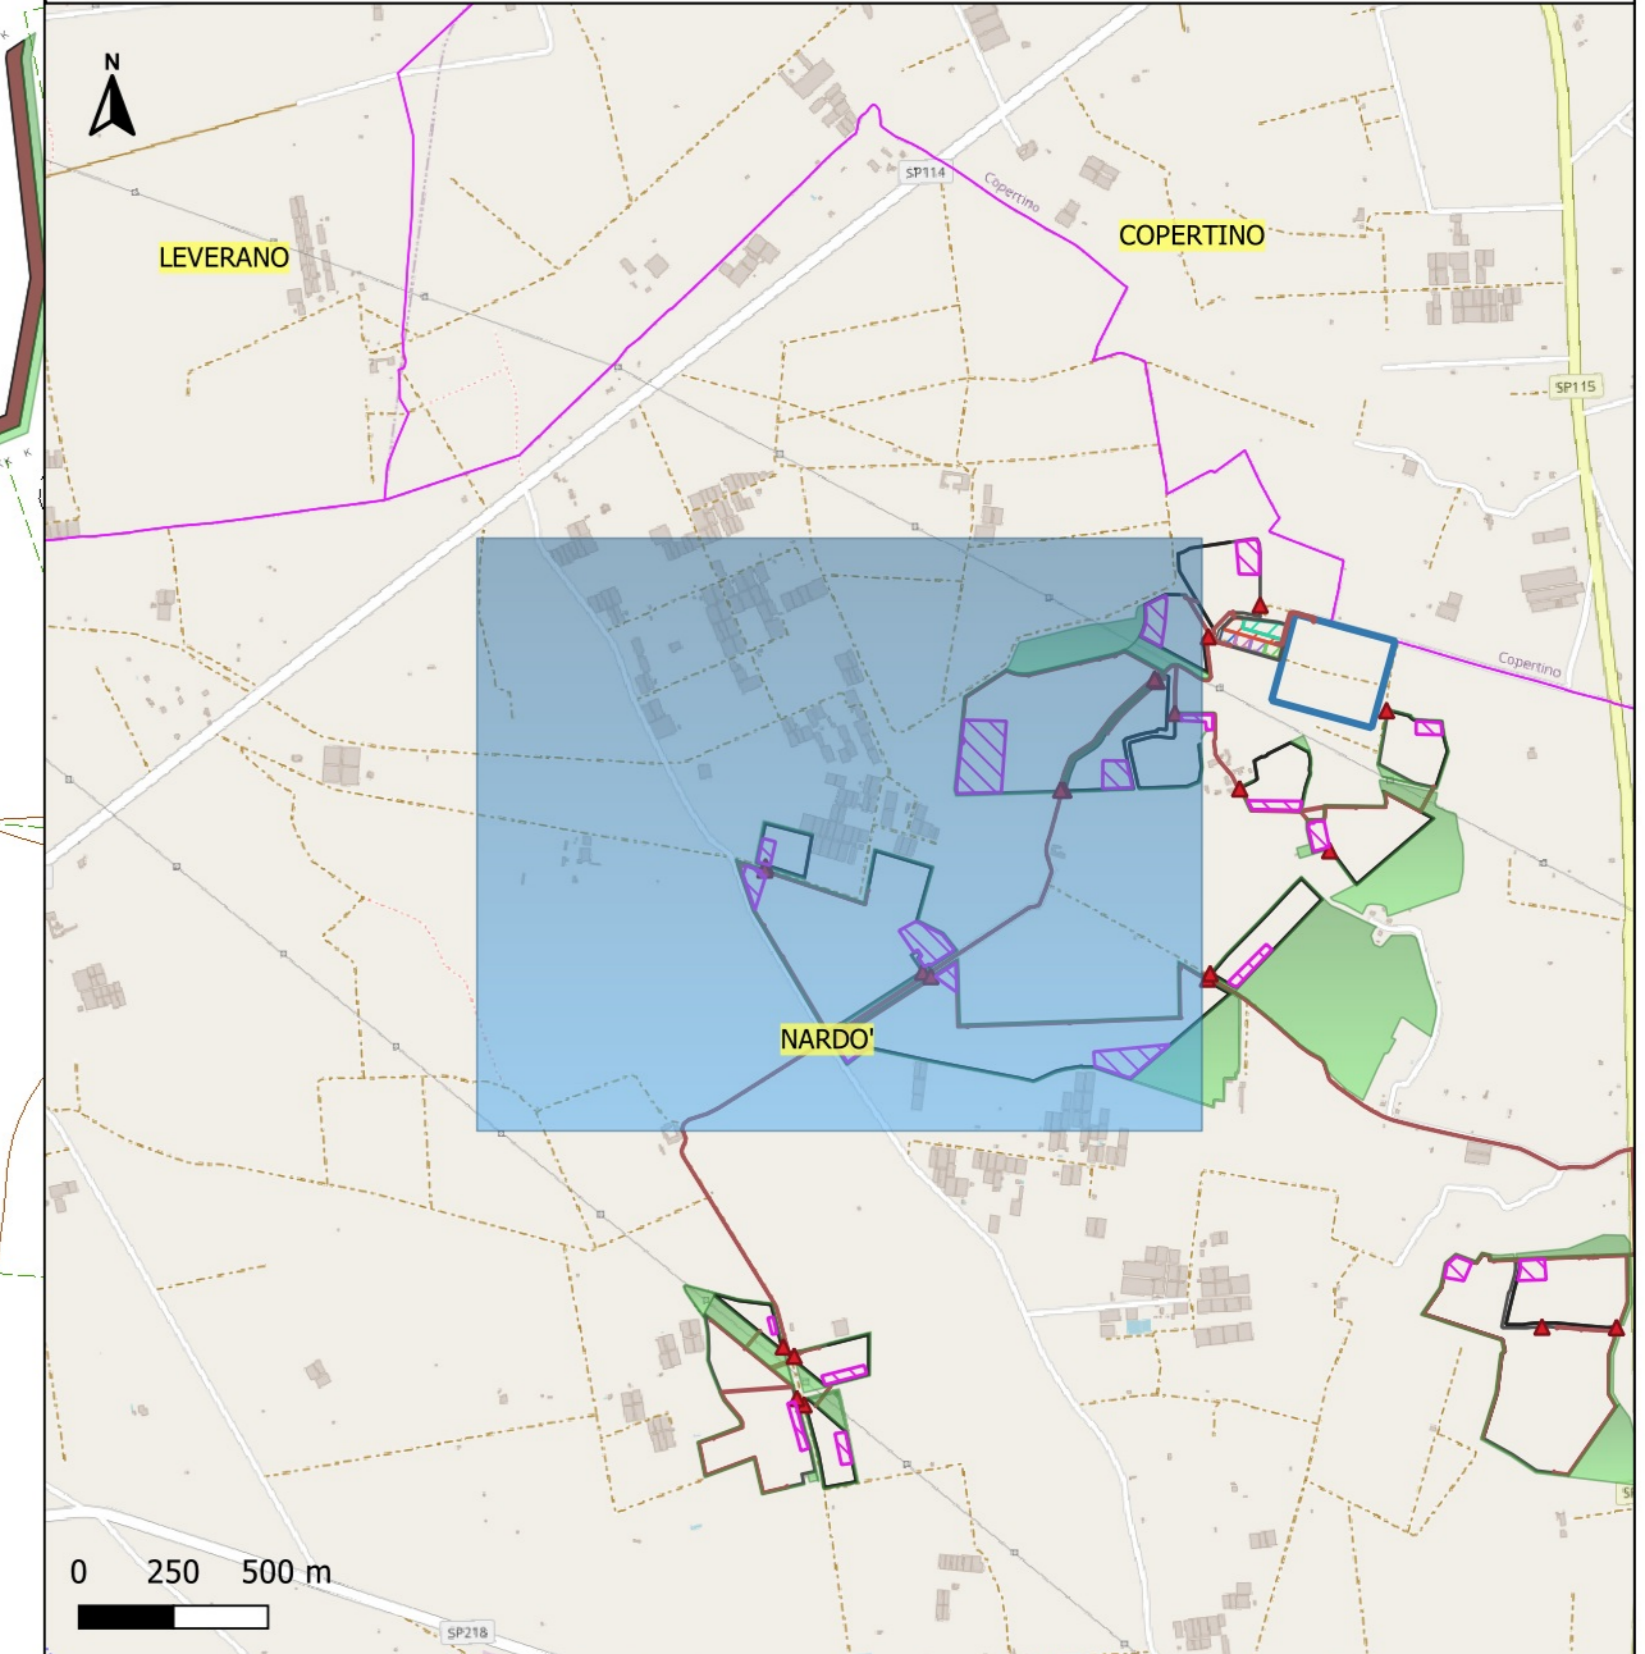 N
SP114
Copertino
COPERTINO
LEVERANO
SP115
Copertino
NARDO'
0 250 500 m
SP218